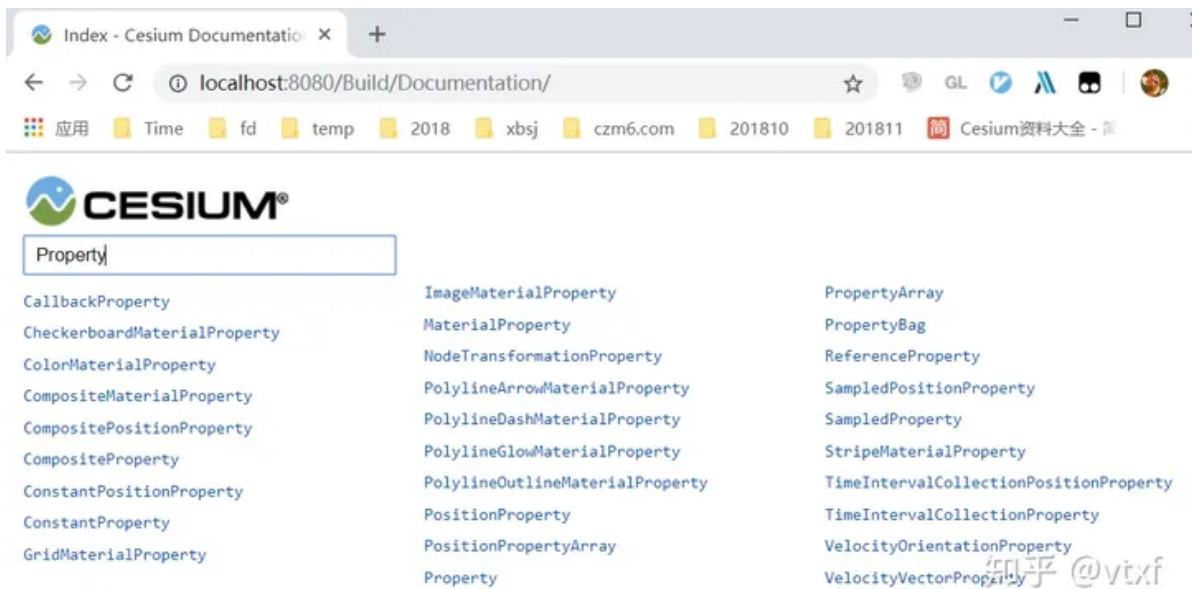 Index - Cesium Documentatio
localhost:8080/Build/Documentation/
GL
应用 Time fd temp 2018 xbsj czm6.com 201810 201811 简 Cesium资料大全 - 简
CESIUM®
Property
CallbackProperty
CheckerboardMaterialProperty
ColorMaterialProperty
CompositeMaterialProperty
CompositePositionProperty
CompositeProperty
ConstantPositionProperty
ConstantProperty
GridMaterialProperty
ImageMaterialProperty
MaterialProperty
NodeTransformationProperty
PolylineArrowMaterialProperty
PolylineDashMaterialProperty
PolylineGlowMaterialProperty
PolylineOutlineMaterialProperty
PositionProperty
PositionPropertyArray
Property
PropertyArray
PropertyBag
ReferenceProperty
SampledPositionProperty
SampledProperty
StripeMaterialProperty
TimeIntervalCollectionPositionProperty
TimeIntervalCollectionProperty
VelocityOrientationProperty
VelocityVectorProperty
知乎 @vtxf